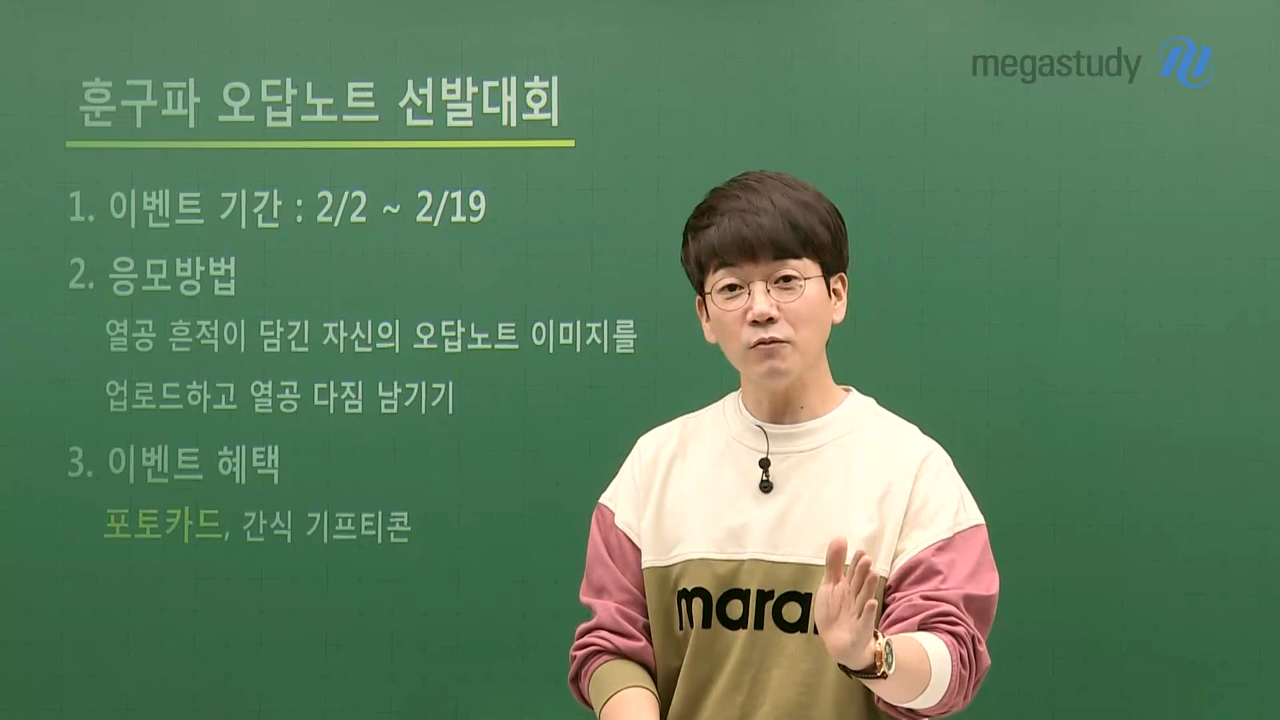 megastudy
훈구파 오답노트 선발대회
1. 이벤트 기간 : 2/2 ~ 2/19
2. 응모방법
열공 흔적이 담긴 자신의 오답노트 이미지를
업로드하고 열공 다짐 남기기
3. 이벤트 혜택
포토카드, 간식 기프티콘
mara